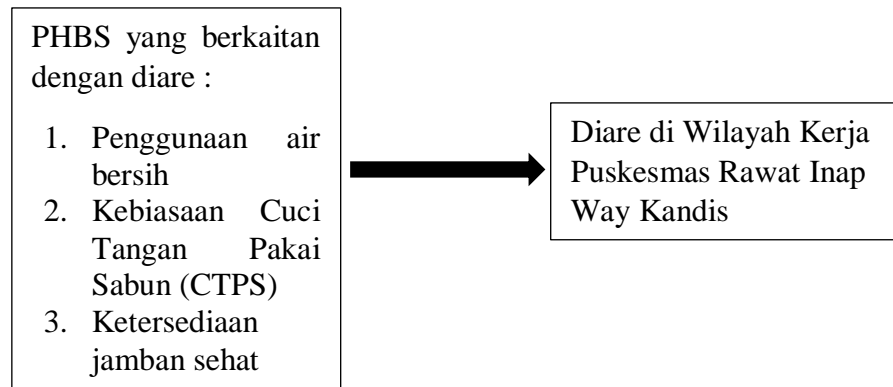 PHBS yang berkaitan
dengan diare :
1. Penggunaan air
bersih
2. Kebiasaan Cuci
Tangan Pakai
Sabun (CTPS)
3. Ketersediaan
jamban sehat
Diare di Wilayah Kerja
Puskesmas Rawat Inap
Way Kandis